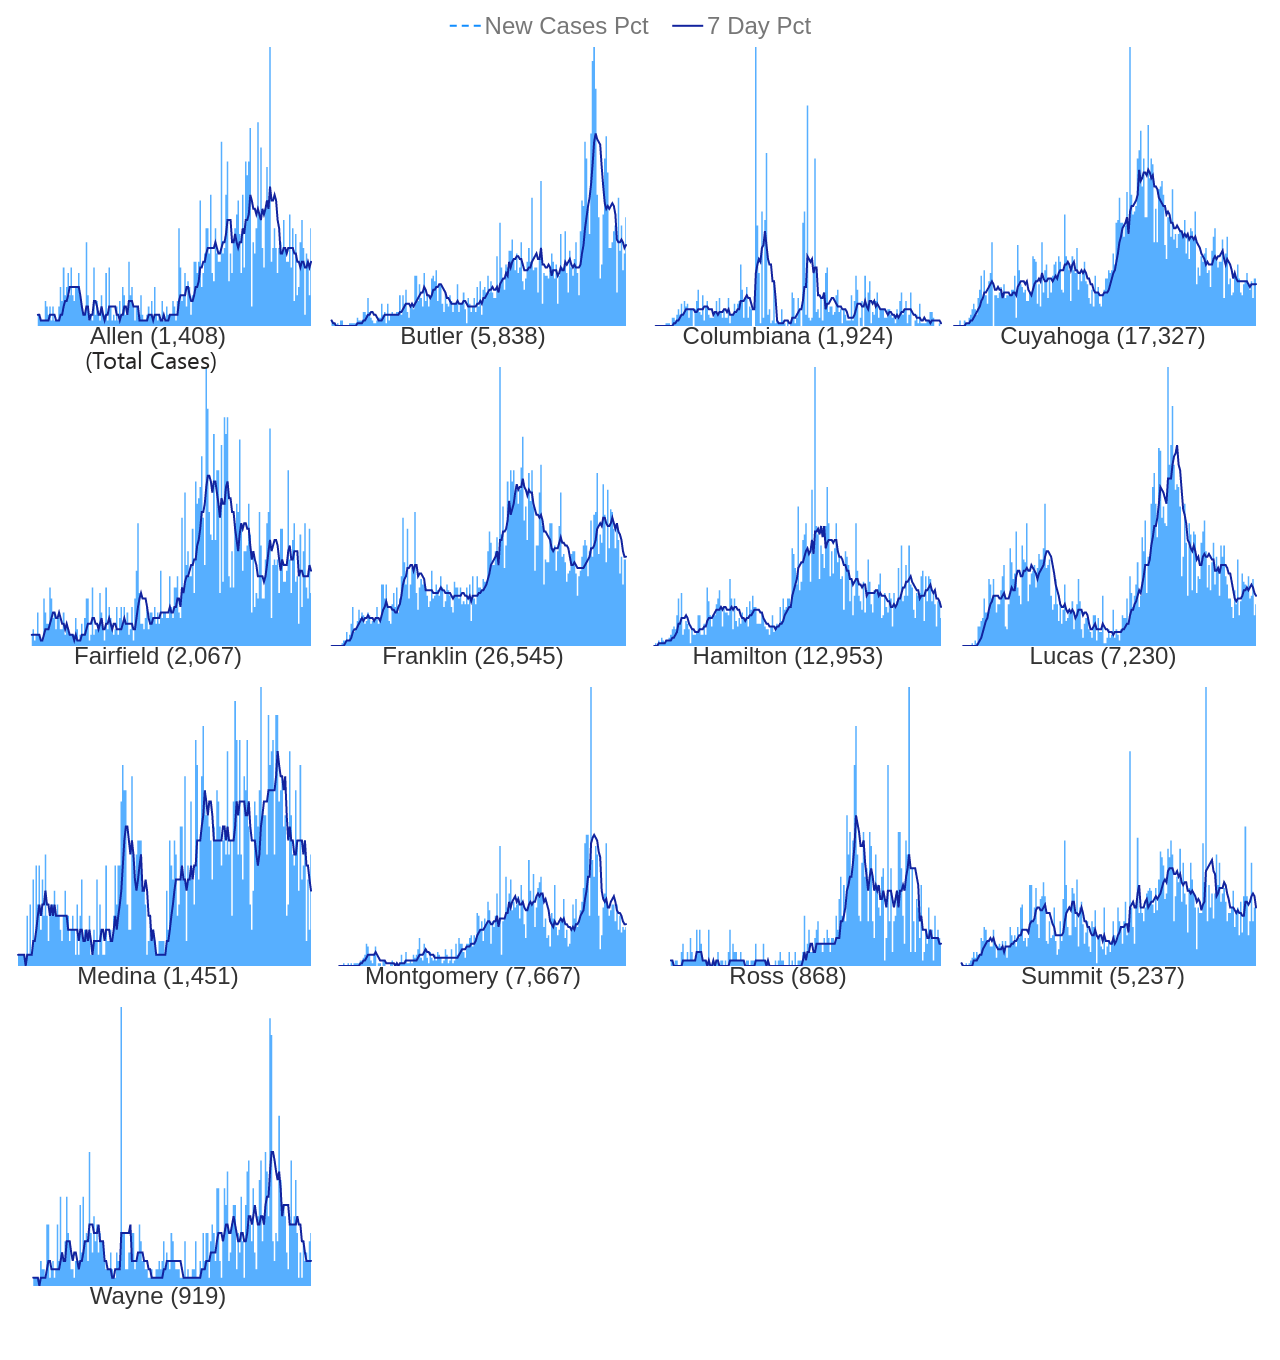 New Cases Pct 7 Day Pct
Allen (1,408) Butler (5,838) Columbiana (1,924) Cuyahoga (17,327)
(Total Cases)
Fairfield (2,067) Franklin (26,545) Hamilton (12,953) Lucas (7,230)
Medina (1,451) Montgomery (7,667) Ross (868) Summit (5,237)
Wayne (919)